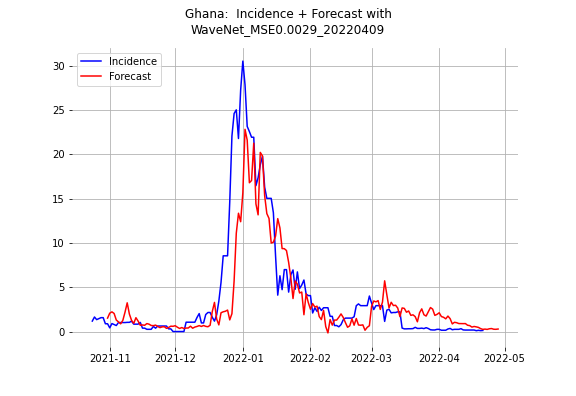 Ghana:  Incidence + Forecast with
WaveNet_MSE0.0029_20220409
Incidence
Forecast
30
25
20
15
10
5
0
2021-11 2021-12 2022-01 2022-02 2022-03 2022-04 2022-05